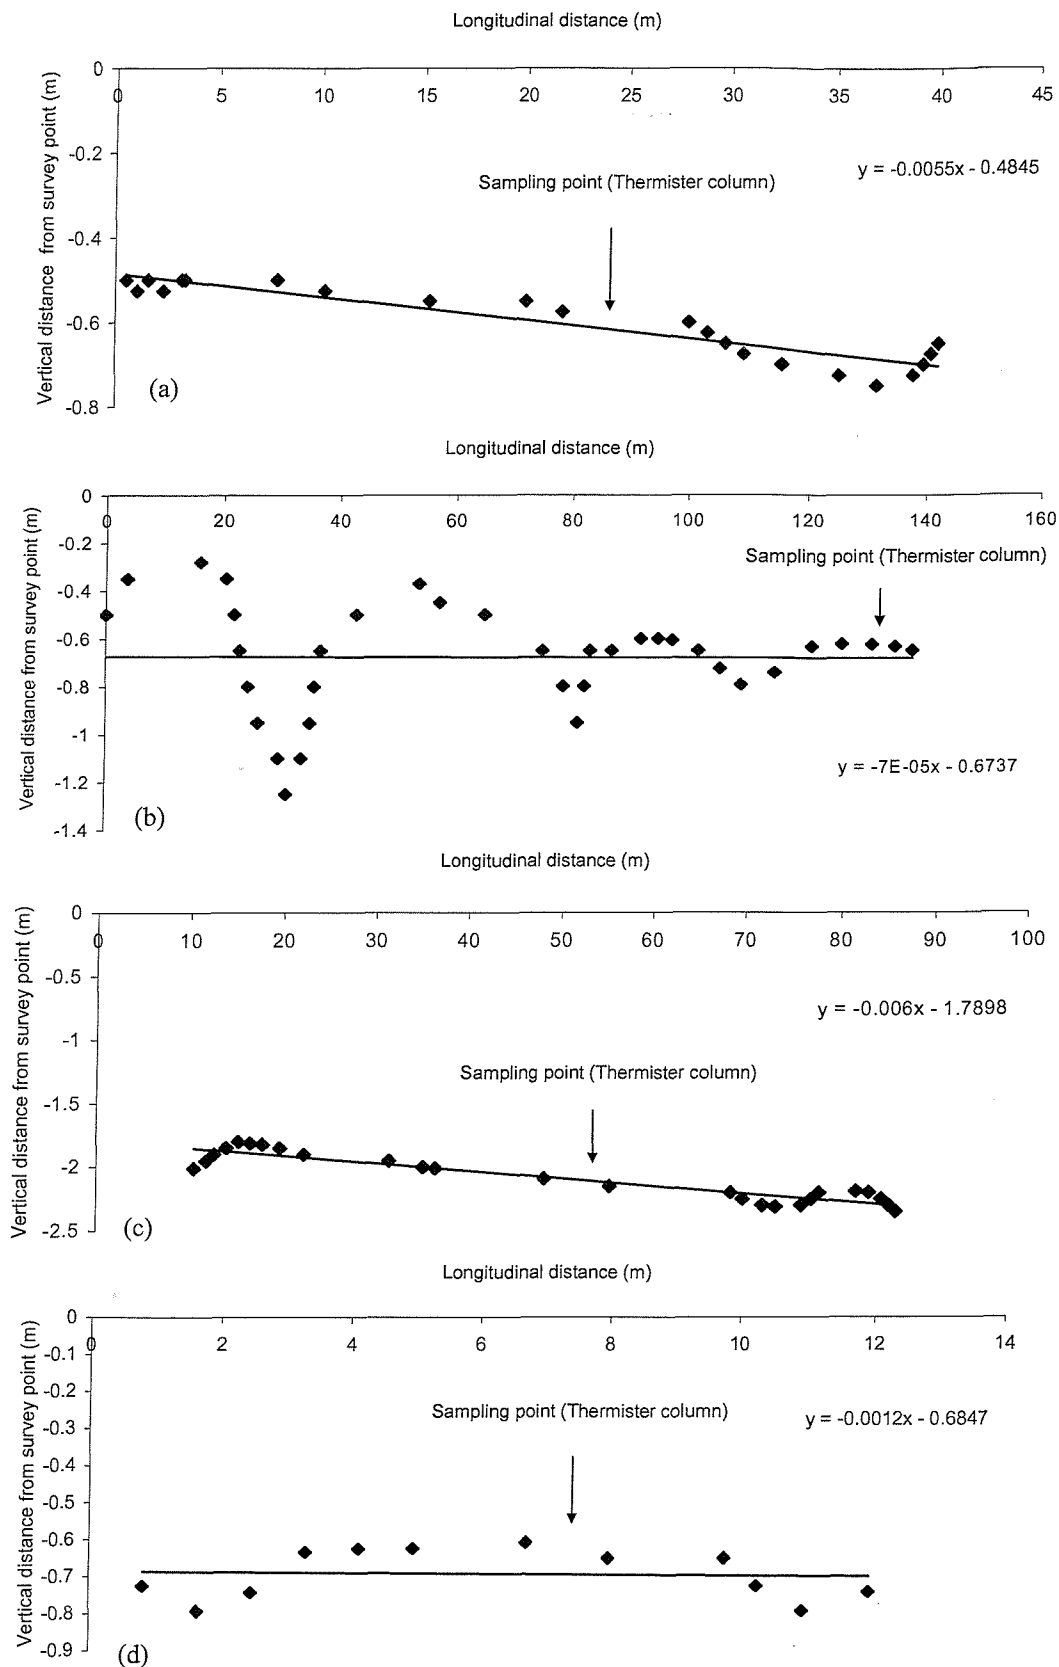 Longitudinal distance (m)
0
0 5 10 15 20 25 30 35 40 45
-0.2
-0.4
-0.6
-0.8
Vertical distance from survey point (m)
y = -0.0055x - 0.4845
Sampling point (Thermister column)
(a)
Longitudinal distance (m)
0
0 20 40 60 80 100 120 140 160
-0.2
-0.4
-0.6
-0.8
-1
-1.2
-1.4
Vertical distance from survey point (m)
Sampling point (Thermister column)
y = -7E-05x - 0.6737
(b)
Longitudinal distance (m)
0
0 10 20 30 40 50 60 70 80 90 100
-0.5
-1
-1.5
-2
-2.5
Vertical distance from survey point (m)
y = -0.006x - 1.7898
Sampling point (Thermister column)
(c)
Longitudinal distance (m)
0
0 2 4 6 8 10 12 14
-0.1
-0.2
-0.3
-0.4
-0.5
-0.6
-0.7
-0.8
-0.9
Vertical distance from survey point (m)
Sampling point (Thermister column)
y = -0.0012x - 0.6847
(d)